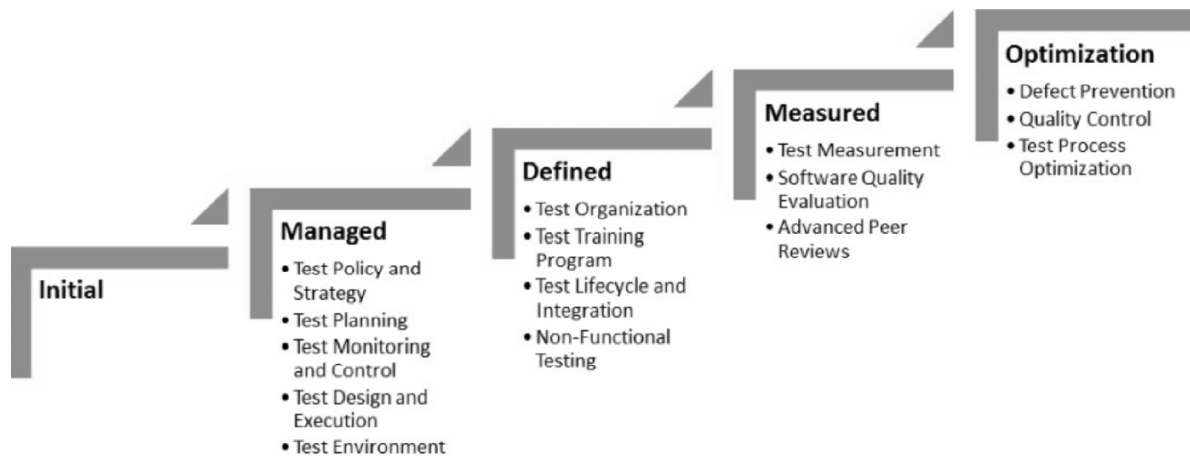 Initial
Managed
• Test Policy and
Strategy
• Test Planning
• Test Monitoring
and Control
• Test Design and
Execution
• Test Environment
Defined
• Test Organization
• Test Training
Program
• Test Lifecycle and
Integration
• Non-Functional
Testing
Measured
• Test Measurement
• Software Quality
Evaluation
• Advanced Peer
Reviews
Optimization
• Defect Prevention
• Quality Control
• Test Process
Optimization